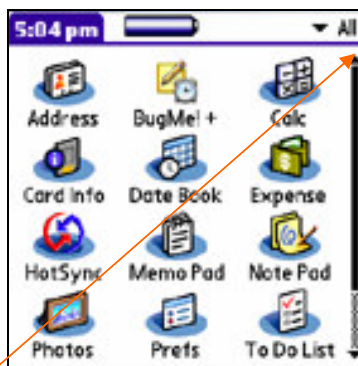 5:04 pm All
Address BugMe! + Calc
Card Info Date Book Expense
HotSync Memo Pad Note Pad
Photos Prefs To Do List